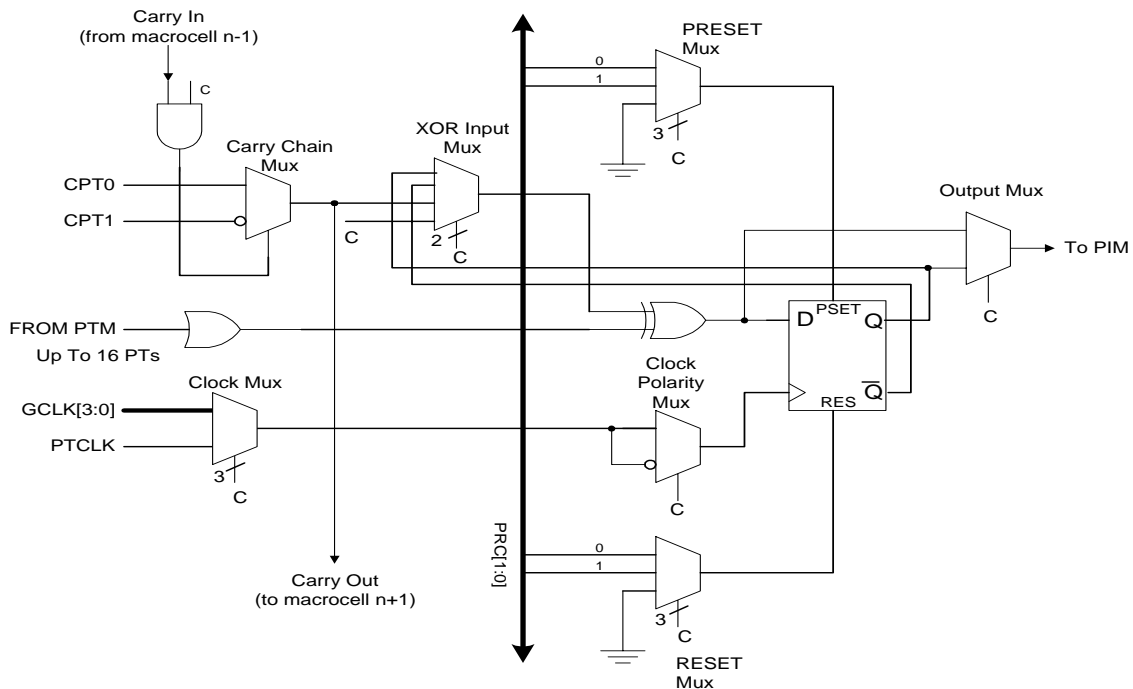 Carry In
(from macrocell n-1)
C
PRESET
Mux
0
1
3
C
Carry Chain
Mux
XOR Input
Mux
CPT0
CPT1
C
2
C
Output Mux
To PIM
C
FROM PTM
Up To 16 PTs
PSET
D
Q
Q
RES
Clock Mux
Clock
Polarity
Mux
GCLK[3:0]
PTCLK
3
C
C
PRC[1:0]
0
1
3
C
Carry Out
(to macrocell n+1)
RESET
Mux